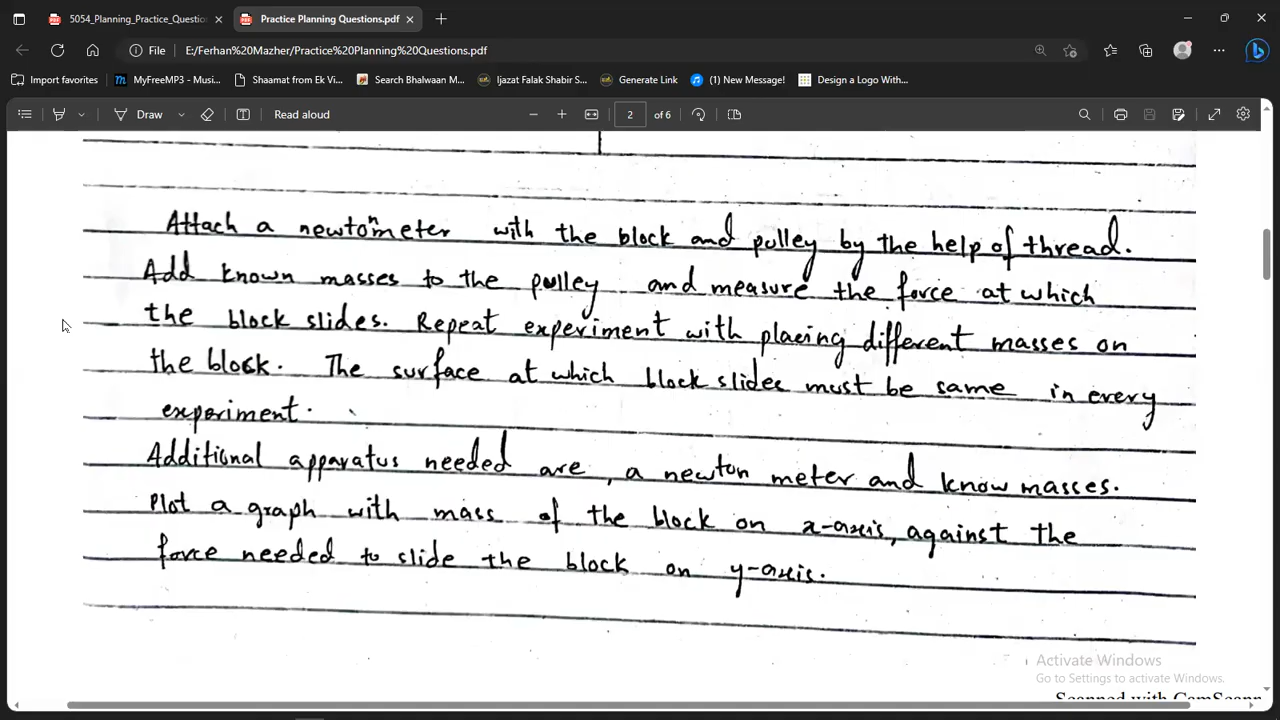 5054_Planning_Practice_Questio
Practice Planning Questions.pdf
File
E:/Ferhan%20Mazher/Practice%20Planning%20Questions.pdf
Import favorites
MyFreeMP3 - Musi...
Shaamat from Ek Vi...
Search Bhalwaan M...
Ijazat Falak Shabir S...
Generate Link
(1) New Message!
Design a Logo With...
Draw
Read aloud
2 of 6
Attach a newtonmeter with the block and pulley by the help of thread.
Add known masses to the pulley and measure the force at which
the block slides. Repeat experiment with placing different masses on
the block. The surface at which block slides must be same in every
experiment.
Additional apparatus needed are, a newton meter and know masses.
Plot a graph with mass of the block on x-axis, against the
force needed to slide the block on y-axis.
Activate Windows
Go to Settings to activate Windows.
Scanned with CamScann